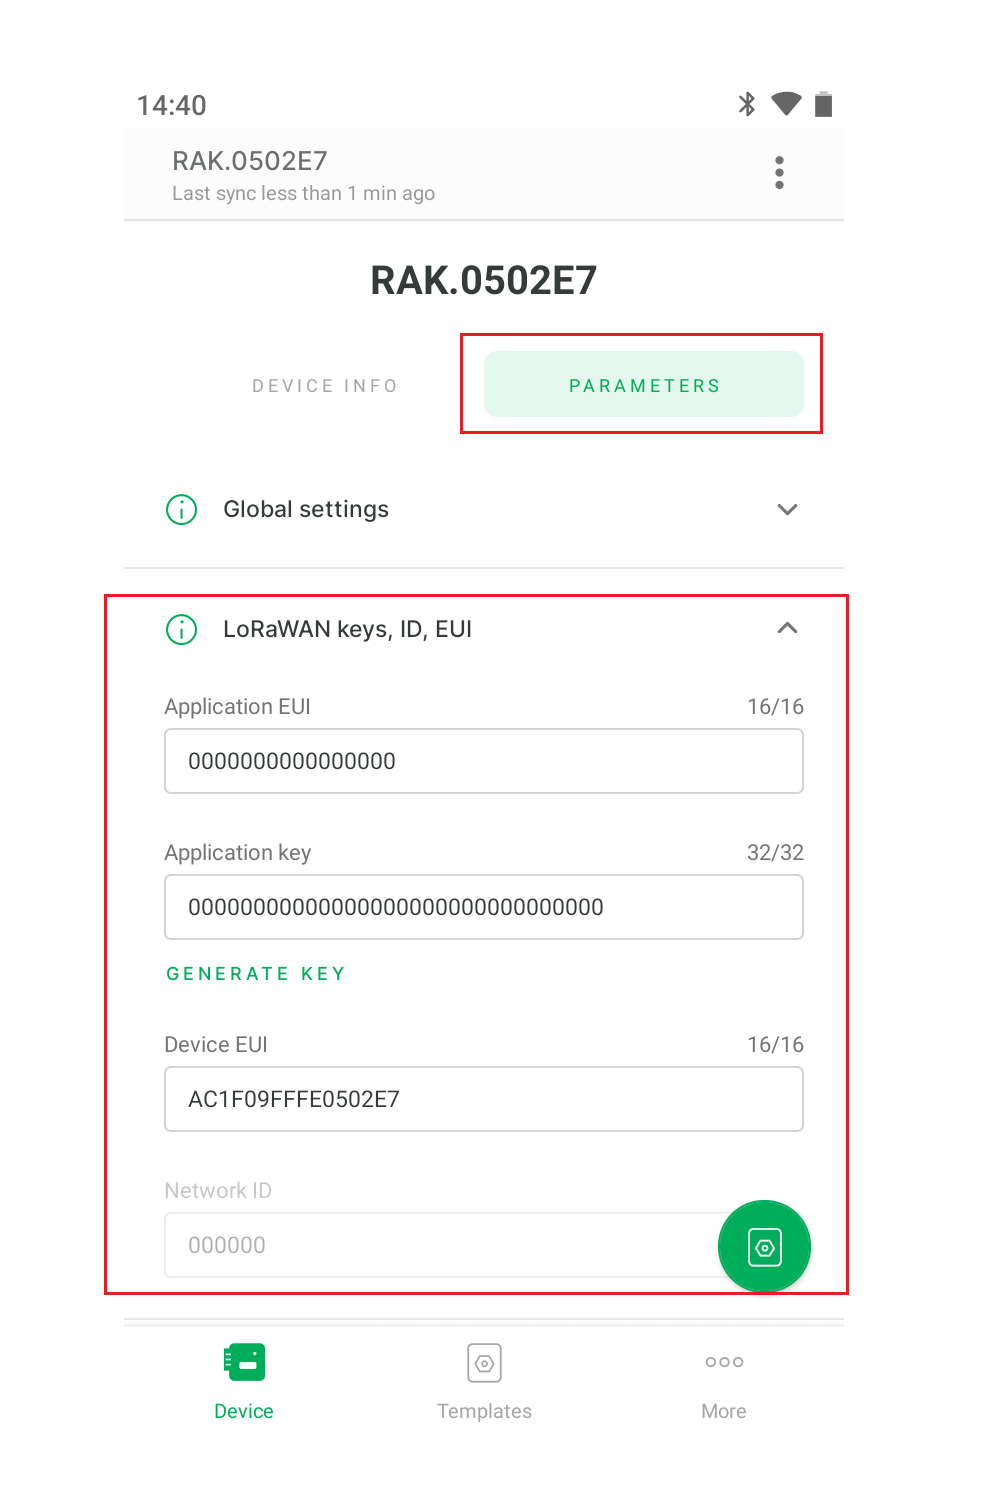 14:40
RAK.0502E7
Last sync less than 1 min ago
RAK.0502E7
DEVICE INFO
PARAMETERS
Global settings
LoRaWAN keys, ID, EUI
Application EUI 16/16
0000000000000000
Application key 32/32
00000000000000000000000000000000
GENERATE KEY
Device EUI 16/16
AC1F09FFFE0502E7
Network ID
000000
Device
Templates
More